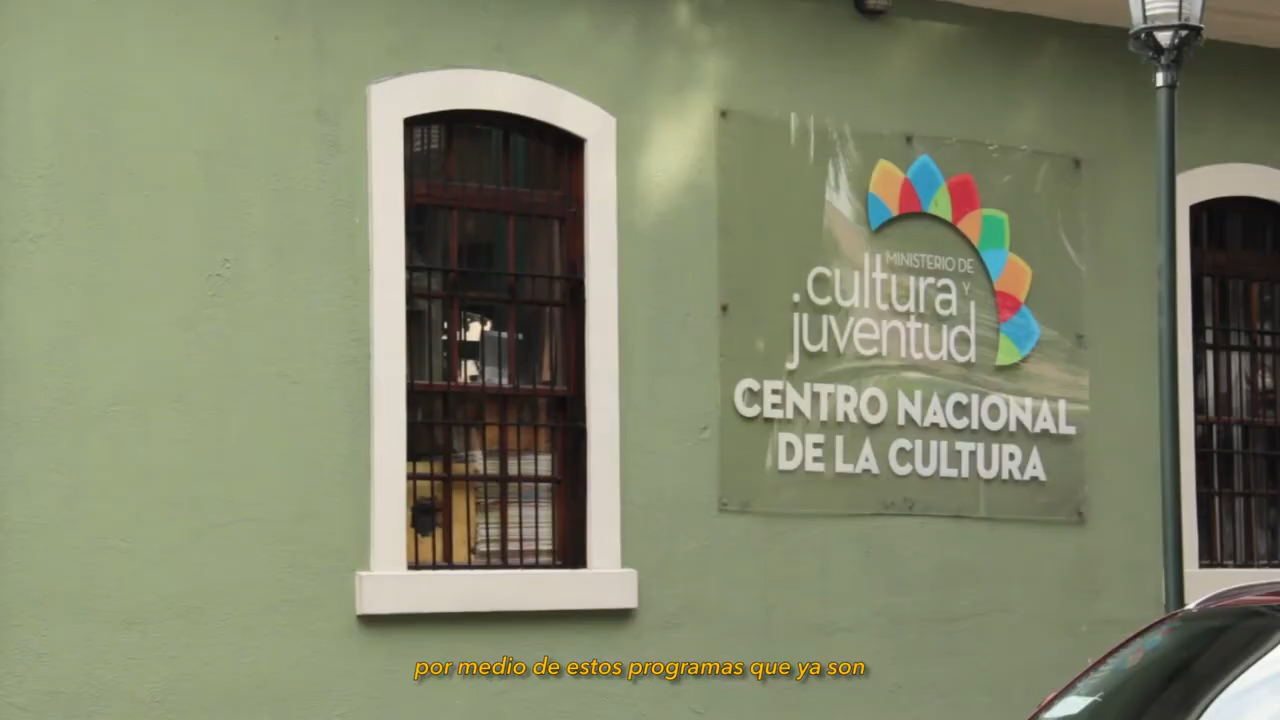 MINISTERIO DE
cultura Y
juventud
CENTRO NACIONAL
DE LA CULTURA
por medio de estos programas que ya son